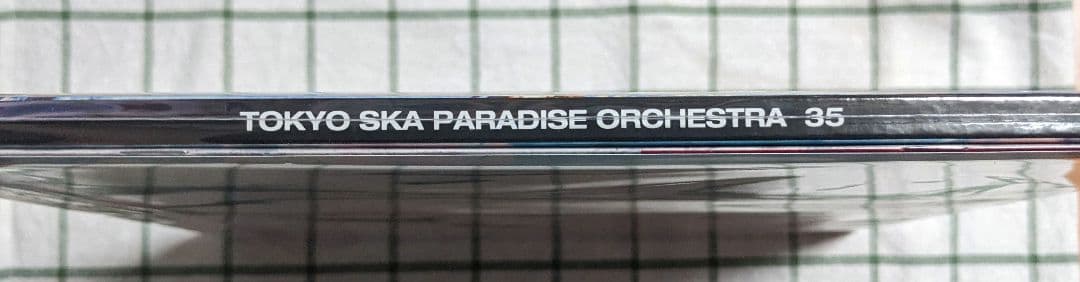 TOKYO SKA PARADISE ORCHESTRA 35